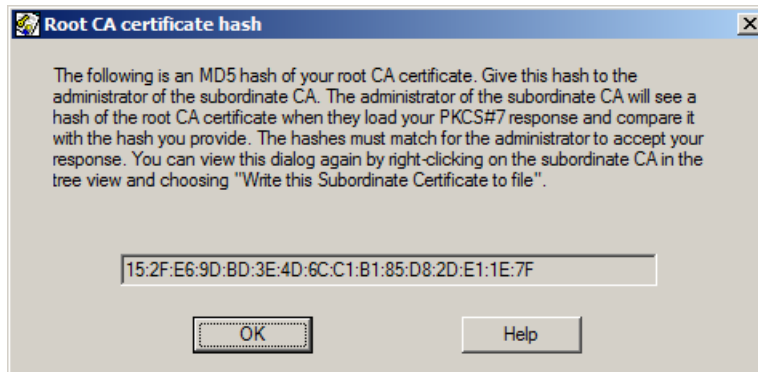 Root CA certificate hash
The following is an MD5 hash of your root CA certificate. Give this hash to the
administrator of the subordinate CA. The administrator of the subordinate CA will see a
hash of the root CA certificate when they load your PKCS#7 response and compare it
with the hash you provide. The hashes must match for the administrator to accept your
response. You can view this dialog again by right-clicking on the subordinate CA in the
tree view and choosing "Write this Subordinate Certificate to file".
15:2F:E6:9D:BD:3E:4D:6C:C1:B1:85:D8:2D:E1:1E:7F
OK
Help